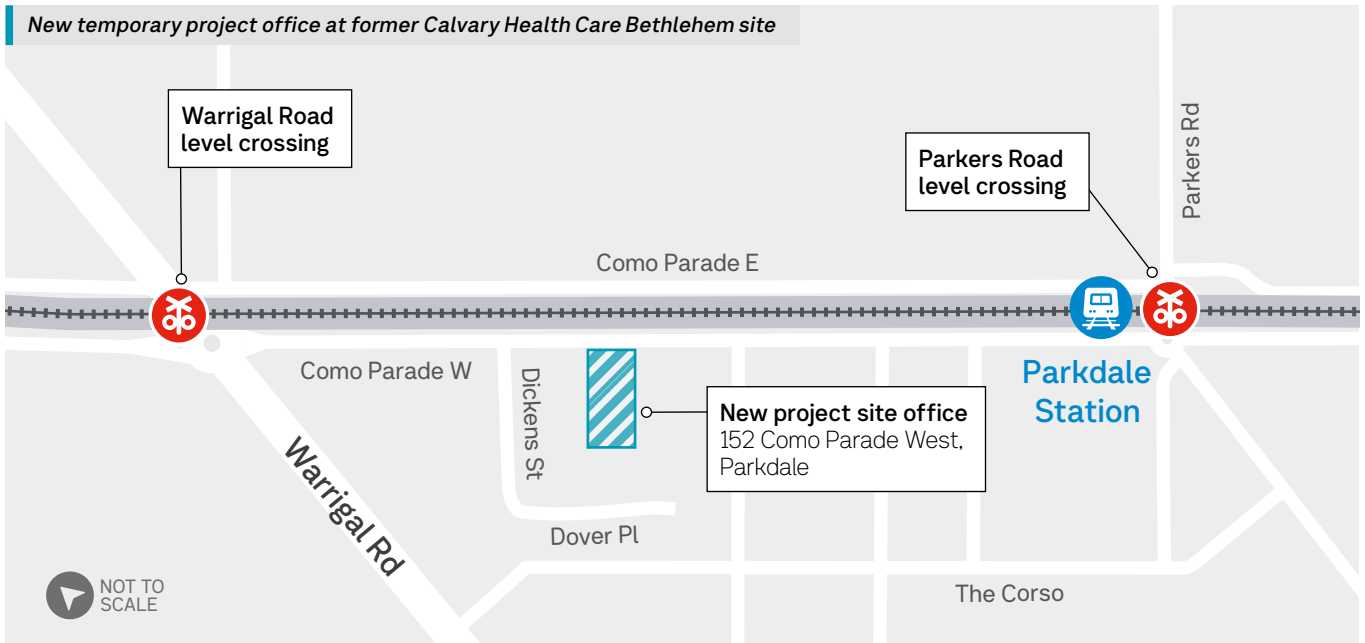 New temporary project office at former Calvary Health Care Bethlehem site
Warrigal Road
level crossing
Parkers Road
level crossing
Parkers Rd
Como Parade E
Como Parade W
Dickens St
Parkdale
Station
New project site office
152 Como Parade West,
Parkdale
Warrigal Rd
Dover Pl
NOT TO
SCALE
The Corso